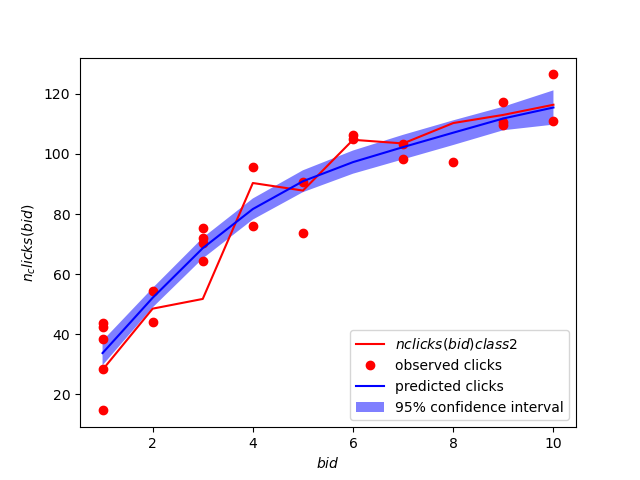 120
100
80
60
40
20
n_clicks(bid)
nclicks(bid)class2
observed clicks
predicted clicks
95% confidence interval
2
4
6
8
10
bid